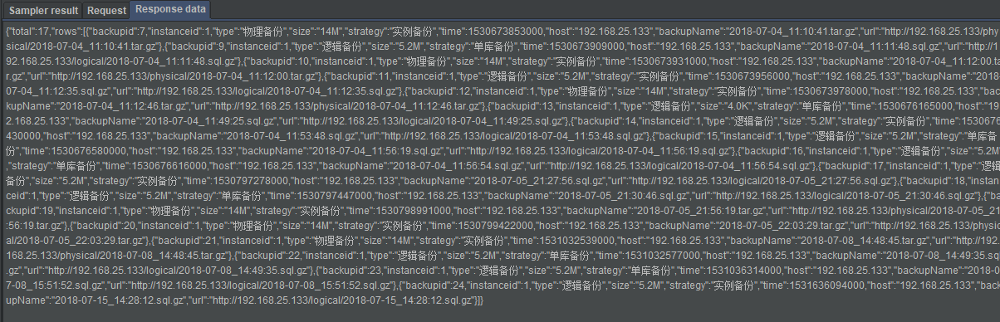 Sampler result Request Response data
{"total":17,"rows":[{"backupid":7,"instanceid":1,"type":"物理备份","size":"14M","strategy":"实例备份","time":1530673853000,"host":"192.168.25.133","backupName":"2018-07-04_11:10:41.tar.gz","url":"http://192.168.25.133/phy
sical/2018-07-04_11:10:41.tar.gz"},{"backupid":9,"instanceid":1,"type":"逻辑备份","size":"5.2M","strategy":"单库备份","time":1530673909000,"host":"192.168.25.133","backupName":"2018-07-04_11:11:48.sql.gz","url":"http://1
92.168.25.133/logical/2018-07-04_11:11:48.sql.gz"},{"backupid":10,"instanceid":1,"type":"物理备份","size":"14M","strategy":"实例备份","time":1530673931000,"host":"192.168.25.133","backupName":"2018-07-04_11:12:00.ta
r.gz","url":"http://192.168.25.133/physical/2018-07-04_11:12:00.tar.gz"},{"backupid":11,"instanceid":1,"type":"逻辑备份","size":"5.2M","strategy":"实例备份","time":1530673956000,"host":"192.168.25.133","backupName":"2018-
07-04_11:12:35.sql.gz","url":"http://192.168.25.133/logical/2018-07-04_11:12:35.sql.gz"},{"backupid":12,"instanceid":1,"type":"物理备份","size":"14M","strategy":"实例备份","time":1530673978000,"host":"192.168.25.133","bac
kupName":"2018-07-04_11:12:46.tar.gz","url":"http://192.168.25.133/physical/2018-07-04_11:12:46.tar.gz"},{"backupid":13,"instanceid":1,"type":"逻辑备份","size":"4.0K","strategy":"单库备份","time":1530676165000,"host":"19
2.168.25.133","backupName":"2018-07-04_11:49:25.sql.gz","url":"http://192.168.25.133/logical/2018-07-04_11:49:25.sql.gz"},{"backupid":14,"instanceid":1,"type":"逻辑备份","size":"5.2M","strategy":"实例备份","time":1530676
430000,"host":"192.168.25.133","backupName":"2018-07-04_11:53:48.sql.gz","url":"http://192.168.25.133/logical/2018-07-04_11:53:48.sql.gz"},{"backupid":15,"instanceid":1,"type":"逻辑备份","size":"5.2M","strategy":"单库备
份","time":1530676580000,"host":"192.168.25.133","backupName":"2018-07-04_11:56:19.sql.gz","url":"http://192.168.25.133/logical/2018-07-04_11:56:19.sql.gz"},{"backupid":16,"instanceid":1,"type":"逻辑备份","size":"5.2M"
,"strategy":"单库备份","time":1530676616000,"host":"192.168.25.133","backupName":"2018-07-04_11:56:54.sql.gz","url":"http://192.168.25.133/logical/2018-07-04_11:56:54.sql.gz"},{"backupid":17,"instanceid":1,"type":"逻辑
备份","size":"5.2M","strategy":"实例备份","time":1530797278000,"host":"192.168.25.133","backupName":"2018-07-05_21:27:56.sql.gz","url":"http://192.168.25.133/logical/2018-07-05_21:27:56.sql.gz"},{"backupid":18,"instan
ceid":1,"type":"逻辑备份","size":"5.2M","strategy":"单库备份","time":1530797447000,"host":"192.168.25.133","backupName":"2018-07-05_21:30:46.sql.gz","url":"http://192.168.25.133/logical/2018-07-05_21:30:46.sql.gz"},{"ba
ckupid":19,"instanceid":1,"type":"物理备份","size":"14M","strategy":"实例备份","time":1530798991000,"host":"192.168.25.133","backupName":"2018-07-05_21:56:19.tar.gz","url":"http://192.168.25.133/physical/2018-07-05_21
:56:19.tar.gz"},{"backupid":20,"instanceid":1,"type":"物理备份","size":"14M","strategy":"实例备份","time":1530799422000,"host":"192.168.25.133","backupName":"2018-07-05_22:03:29.tar.gz","url":"http://192.168.25.133/physic
al/2018-07-05_22:03:29.tar.gz"},{"backupid":21,"instanceid":1,"type":"物理备份","size":"14M","strategy":"实例备份","time":1531032539000,"host":"192.168.25.133","backupName":"2018-07-08_14:48:45.tar.gz","url":"http://192.
168.25.133/physical/2018-07-08_14:48:45.tar.gz"},{"backupid":22,"instanceid":1,"type":"逻辑备份","size":"5.2M","strategy":"单库备份","time":1531032577000,"host":"192.168.25.133","backupName":"2018-07-08_14:49:35.sql
.gz","url":"http://192.168.25.133/logical/2018-07-08_14:49:35.sql.gz"},{"backupid":23,"instanceid":1,"type":"逻辑备份","size":"5.2M","strategy":"单库备份","time":1531036314000,"host":"192.168.25.133","backupName":"2018-0
7-08_15:51:52.sql.gz","url":"http://192.168.25.133/logical/2018-07-08_15:51:52.sql.gz"},{"backupid":24,"instanceid":1,"type":"逻辑备份","size":"5.2M","strategy":"实例备份","time":1531636094000,"host":"192.168.25.133","back
upName":"2018-07-15_14:28:12.sql.gz","url":"http://192.168.25.133/logical/2018-07-15_14:28:12.sql.gz"}]}